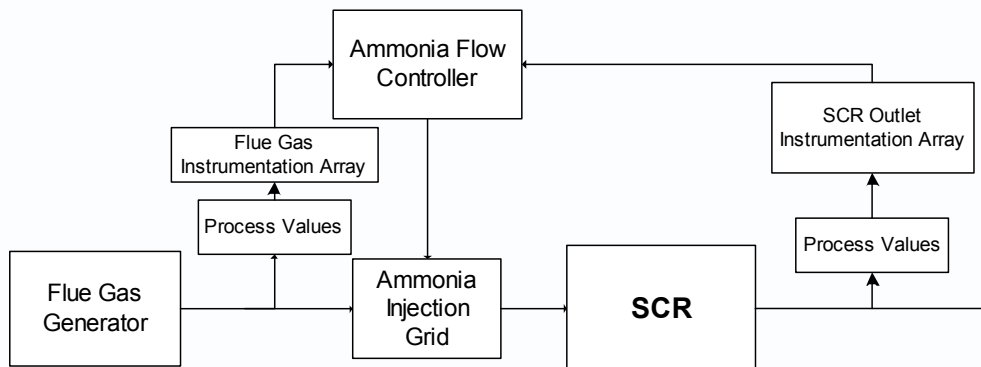 Ammonia Flow
Controller
Flue Gas
Instrumentation Array
SCR Outlet
Instrumentation Array
Process Values
Process Values
Flue Gas
Generator
Ammonia
Injection
Grid
SCR